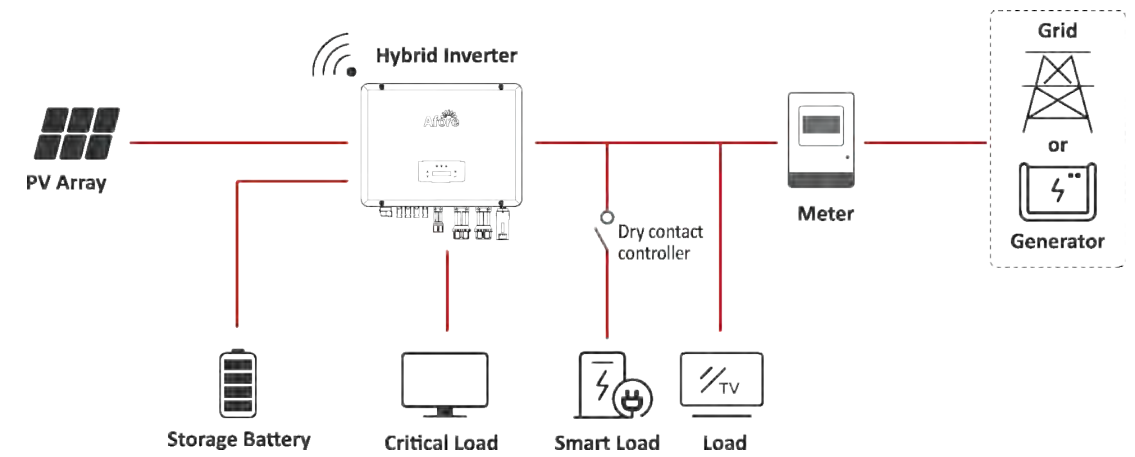 Grid
Hybrid Inverter
Afore
or
PV Array
Meter
Dry contact
controller
Generator
TV
Storage Battery
Critical Load
Smart Load
Load